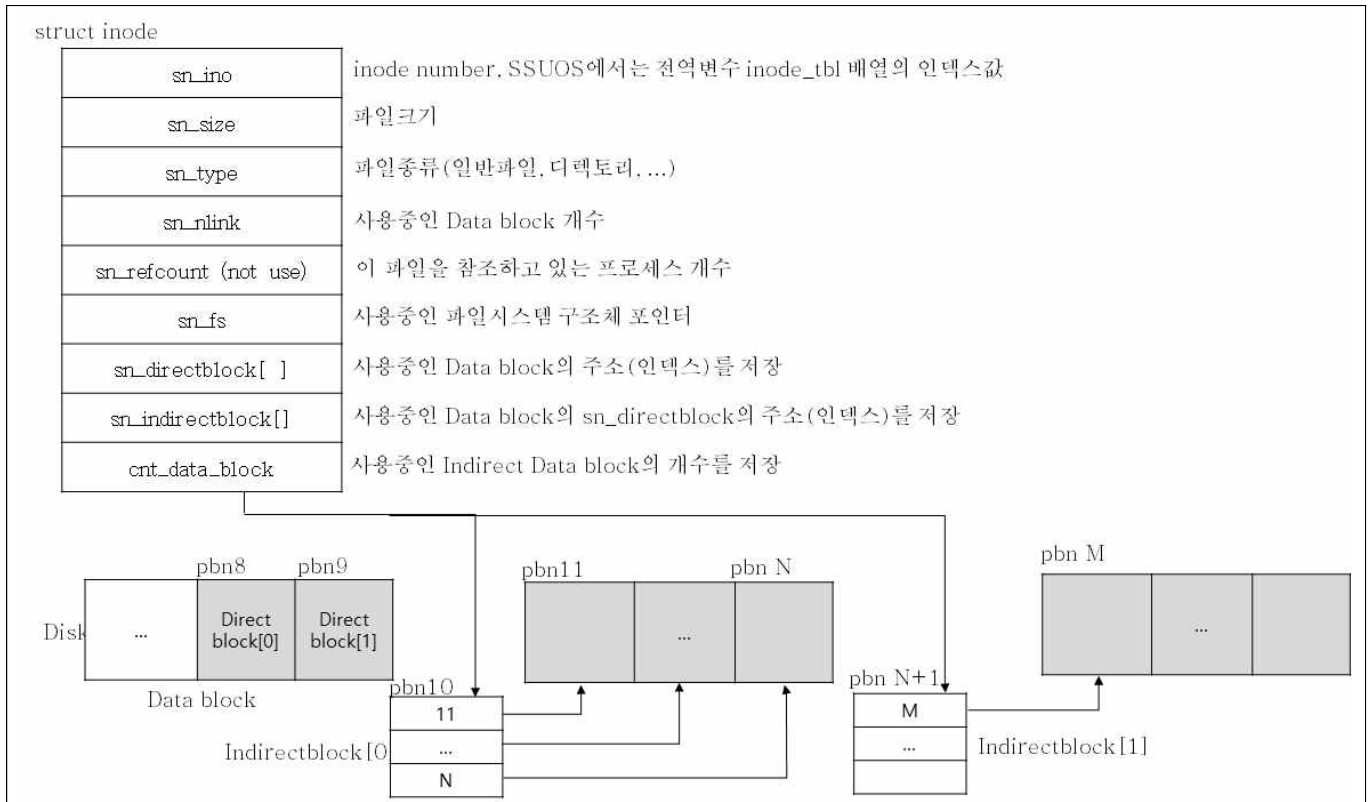 struct inode
sn_ino
inode number, SSUOS에서는 전역변수 inode_tbl 배열의 인덱스값
sn_size
파일크기
sn_type
파일종류(일반파일, 디렉토리, ...)
sn_nlink
사용중인 Data block 개수
sn_refcount (not use)
이 파일을 참조하고 있는 프로세스 개수
sn_fs
사용중인 파일시스템 구조체 포인터
sn_directblock[ ]
사용중인 Data block의 주소(인덱스)를 저장
sn_indirectblock[]
사용중인 Data block의 sn_directblock의 주소(인덱스)를 저장
cnt_data_block
사용중인 Indirect Data block의 개수를 저장
pbn8
pbn9
pbn11
pbn N
pbn M
Disk
...
Direct
block[0]
Direct
block[1]
...
...
Data block
pbn10
11
...
N
Indirectblock[0
pbn N+1
M
...
Indirectblock[1]